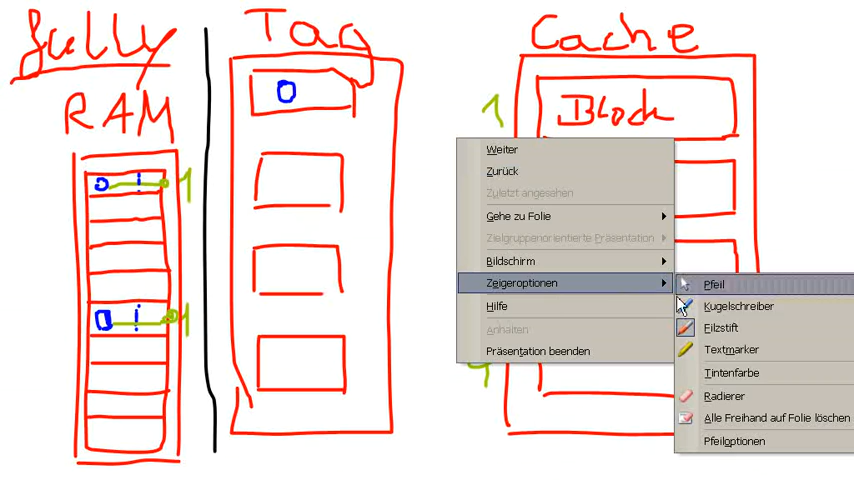 fully
Tag
Cache
RAM
0
1
Block
0
1
0
1
4
Weiter
Zurück
Zuletzt angesehen
Gehe zu Folie
Zielgruppenorientierte Präsentation
Bildschirm
Zeigeroptionen
Hilfe
Anhalten
Präsentation beenden
Pfeil
Kugelschreiber
Filzstift
Textmarker
Tintenfarbe
Radierer
Alle Freihand auf Folie löschen
Pfeiloptionen